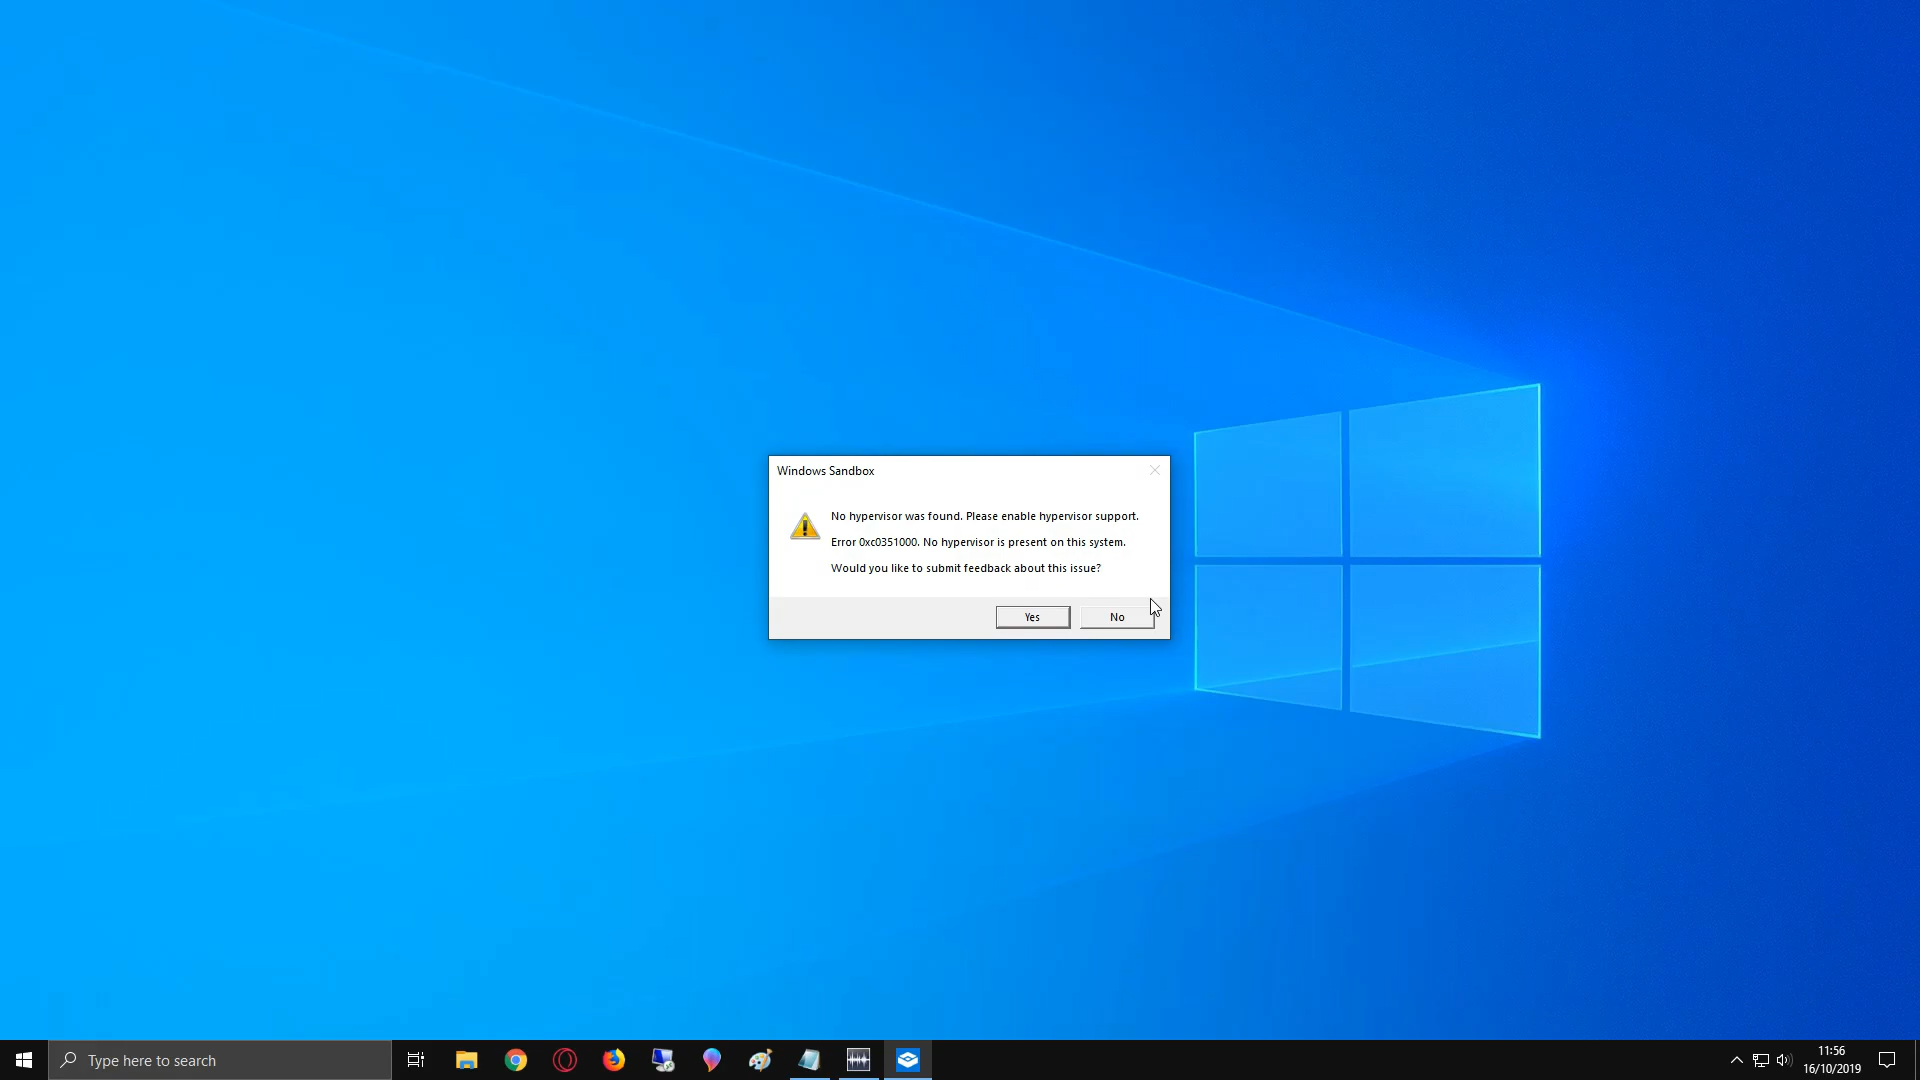 Windows Sandbox
No hypervisor was found. Please enable hypervisor support.
Error 0xc0351000. No hypervisor is present on this system.
Would you like to submit feedback about this issue?
Yes
No
Type here to search
11:56
16/10/2019